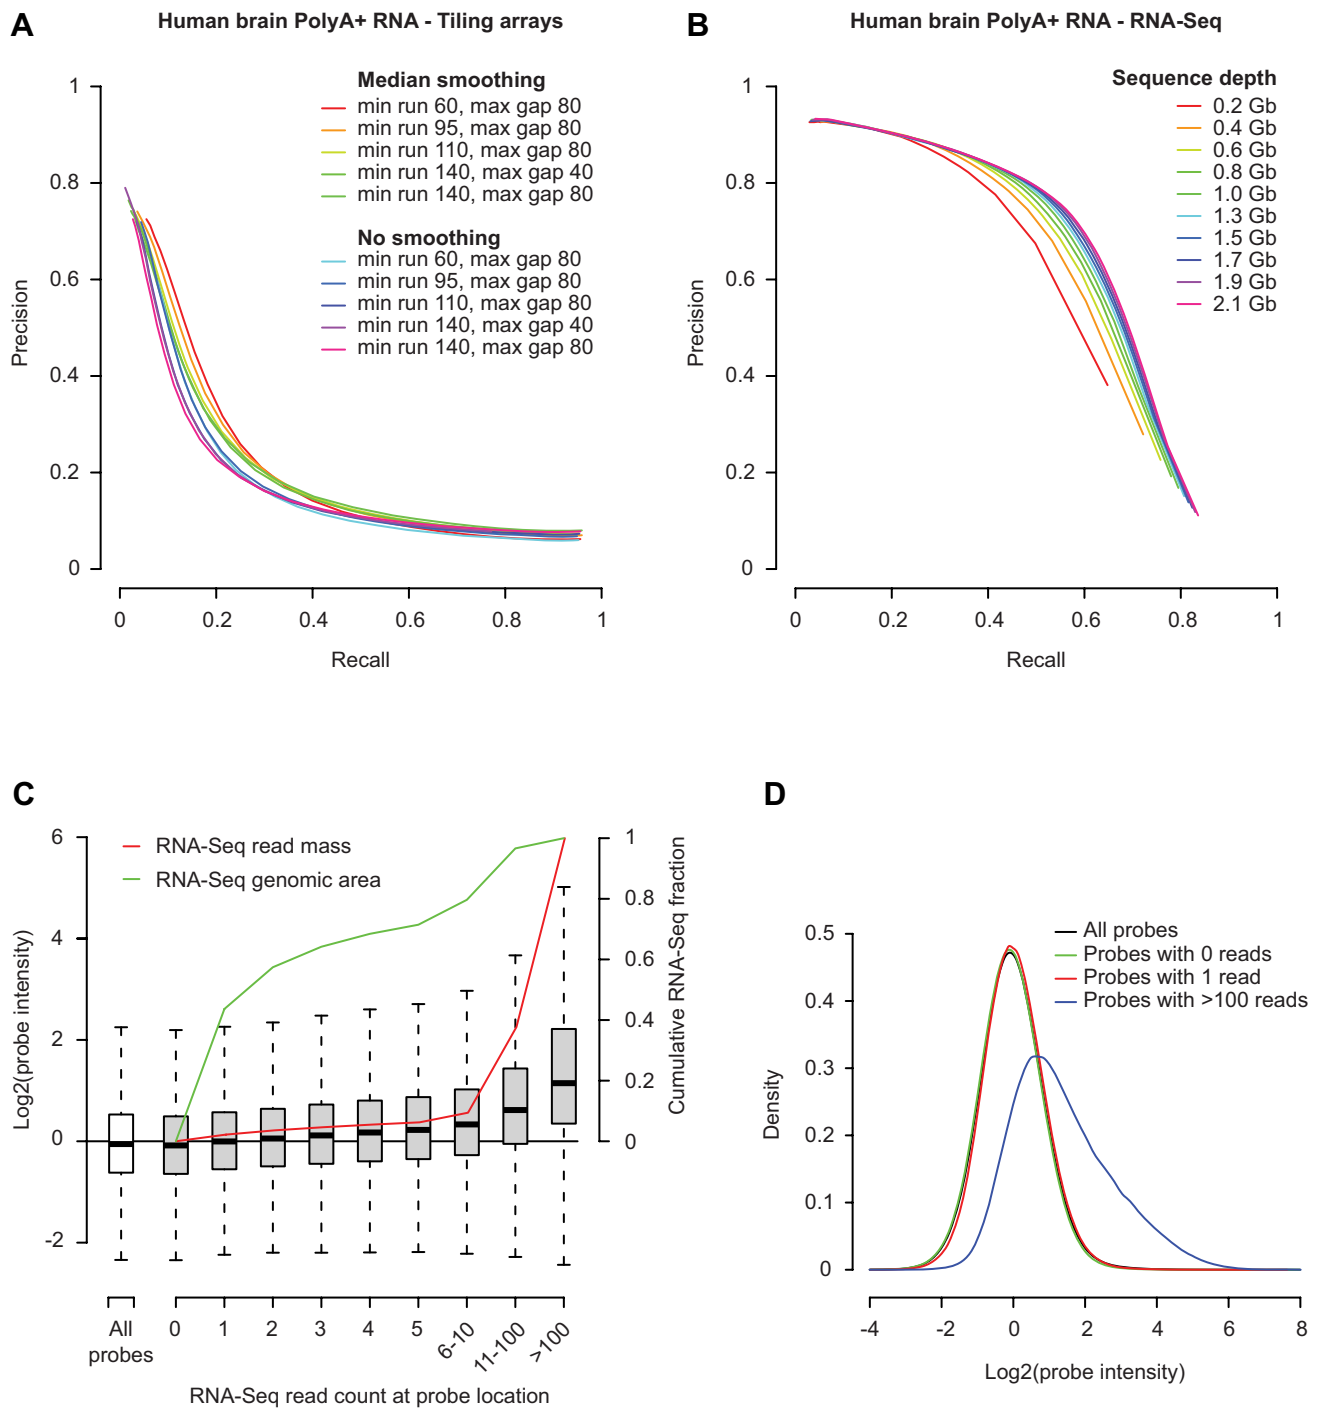 A
Human brain PolyA+ RNA - Tiling arrays
Median smoothing
min run 60, max gap 80
min run 95, max gap 80
min run 110, max gap 80
min run 140, max gap 40
min run 140, max gap 80
No smoothing
min run 60, max gap 80
min run 95, max gap 80
min run 110, max gap 80
min run 140, max gap 40
min run 140, max gap 80
Precision
1
0.8
0.6
0.4
0.2
0
0 0.2 0.4 0.6 0.8 1
Recall
B
Human brain PolyA+ RNA - RNA-Seq
Sequence depth
0.2 Gb
0.4 Gb
0.6 Gb
0.8 Gb
1.0 Gb
1.3 Gb
1.5 Gb
1.7 Gb
1.9 Gb
2.1 Gb
Precision
1
0.8
0.6
0.4
0.2
0
0 0.2 0.4 0.6 0.8 1
Recall
C
RNA-Seq read mass
RNA-Seq genomic area
Log2(probe intensity)
6
4
2
0
-2
Cumulative RNA-Seq fraction
1
0.8
0.6
0.4
0.2
0
All probes
0 1 2 3 4 5 6-10 11-100 >100
RNA-Seq read count at probe location
D
All probes
Probes with 0 reads
Probes with 1 read
Probes with >100 reads
Density
0.5
0.4
0.3
0.2
0.1
0
-4 -2 0 2 4 6 8
Log2(probe intensity)